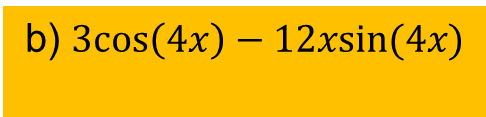 b) 3cos(4𝑥) − 12𝑥sin(4𝑥)